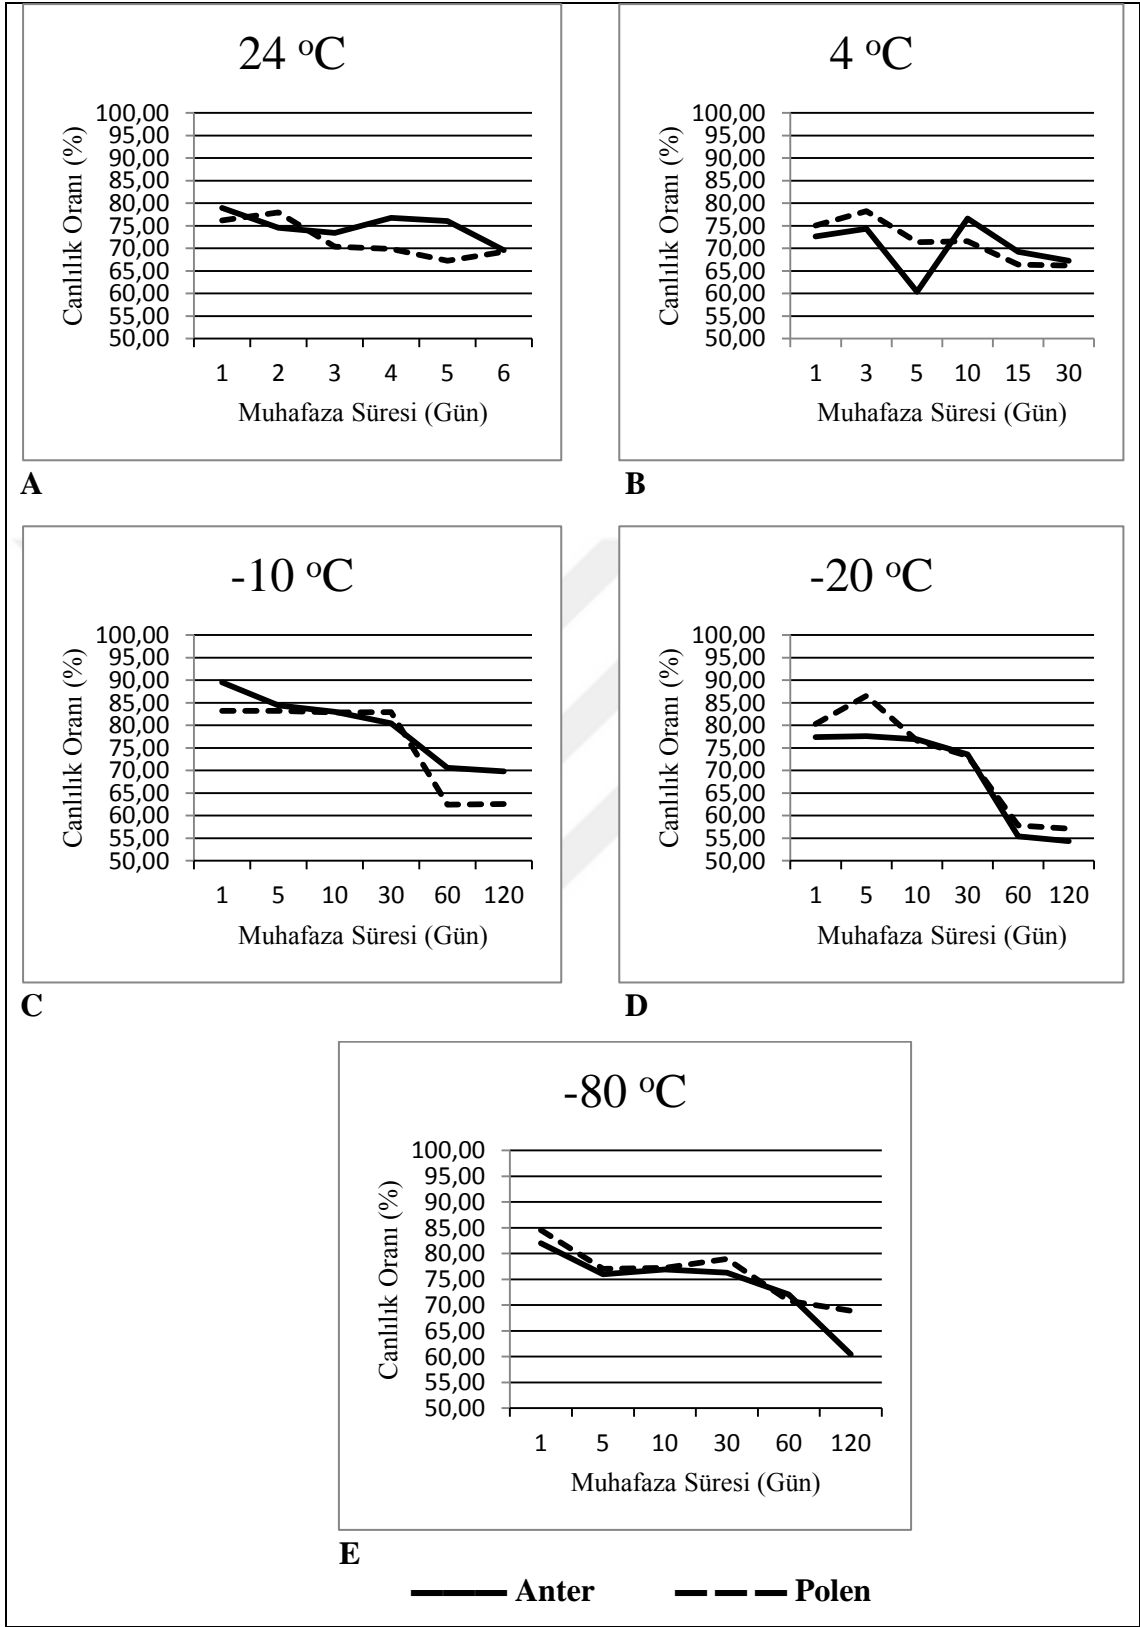 24 °C
Canlılık Oranı (%)
100,00
95,00
90,00
85,00
80,00
75,00
70,00
65,00
60,00
55,00
50,00
1 2 3 4 5 6
Muhafaza Süresi (Gün)
A
4 °C
Canlılık Oranı (%)
100,00
95,00
90,00
85,00
80,00
75,00
70,00
65,00
60,00
55,00
50,00
1 3 5 10 15 30
Muhafaza Süresi (Gün)
B
-10 °C
Canlılık Oranı (%)
100,00
95,00
90,00
85,00
80,00
75,00
70,00
65,00
60,00
55,00
50,00
1 5 10 30 60 120
Muhafaza Süresi (Gün)
C
-20 °C
Canlılık Oranı (%)
100,00
95,00
90,00
85,00
80,00
75,00
70,00
65,00
60,00
55,00
50,00
1 5 10 30 60 120
Muhafaza Süresi (Gün)
D
-80 °C
Canlılık Oranı (%)
100,00
95,00
90,00
85,00
80,00
75,00
70,00
65,00
60,00
55,00
50,00
1 5 10 30 60 120
Muhafaza Süresi (Gün)
E
Anter Polen